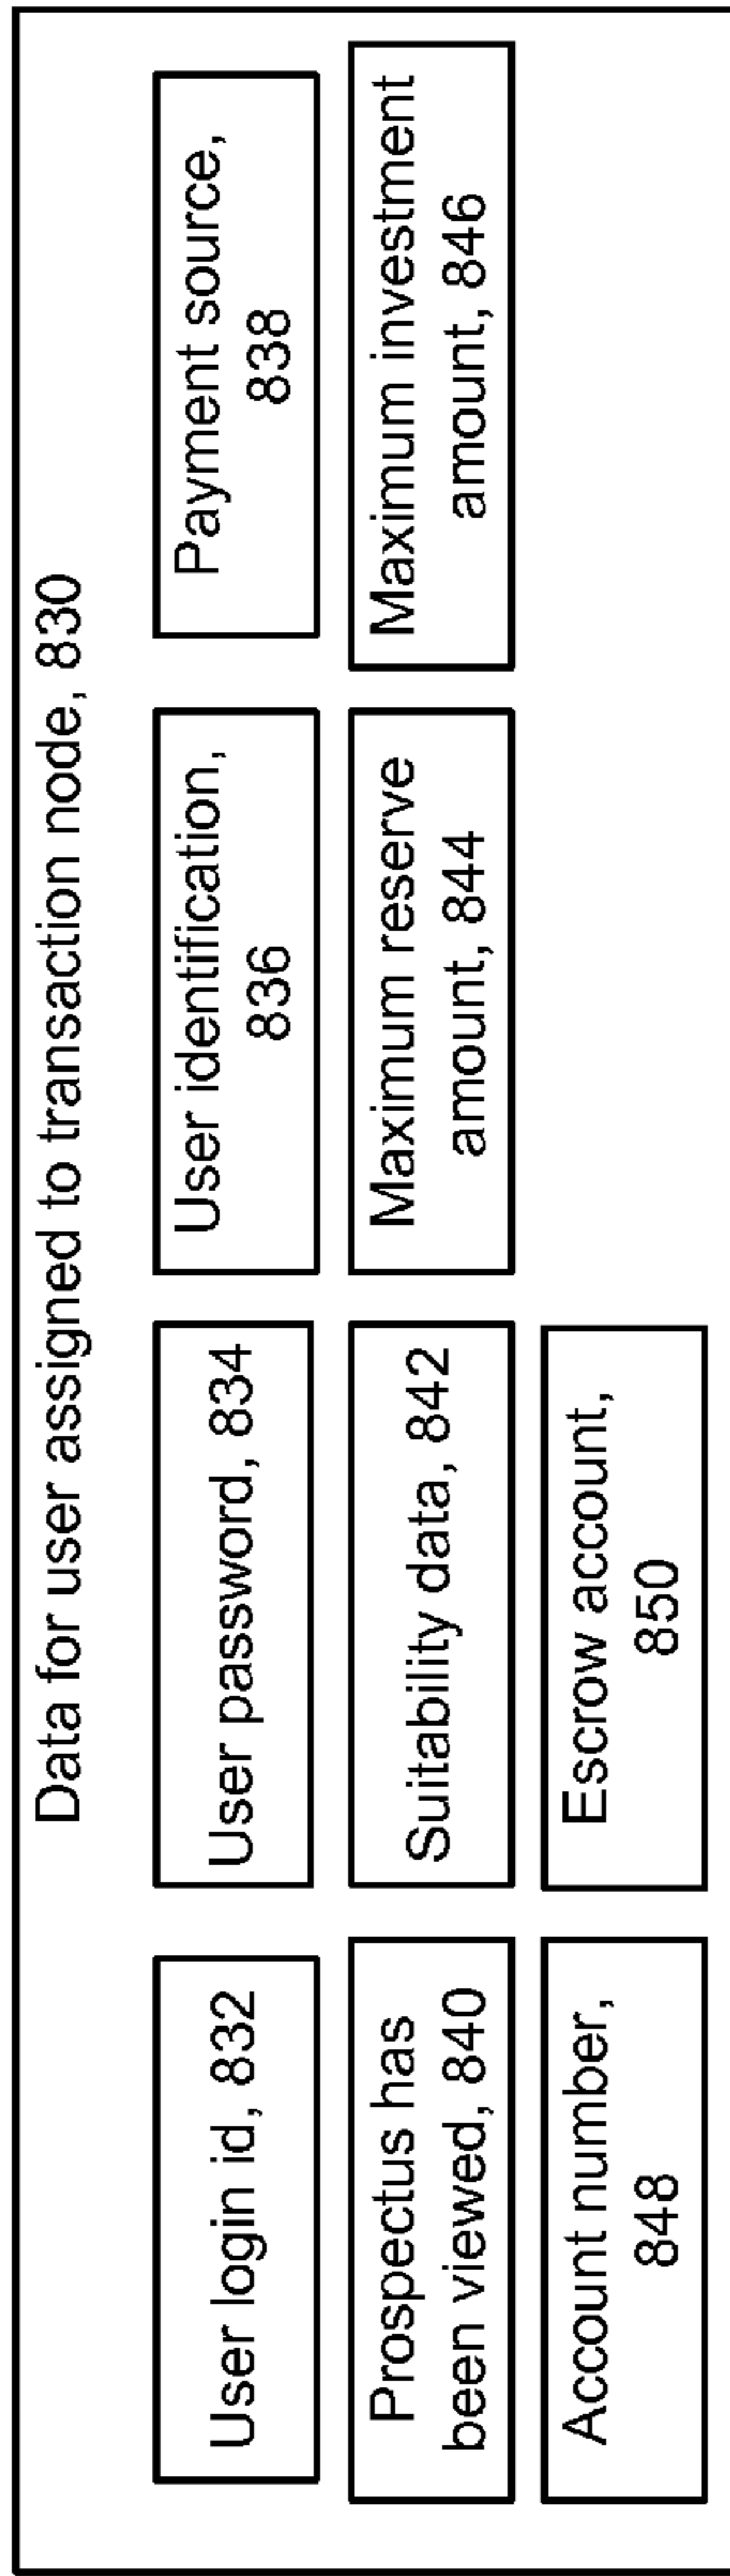 Data for user assigned to transaction node, 830
User login id, 832
User password, 834
User identification,
836
Payment source,
838
Prospectus has
been viewed, 840
Suitability data, 842
Maximum reserve
amount, 844
Maximum investment
amount, 846
Account number,
848
Escrow account,
850